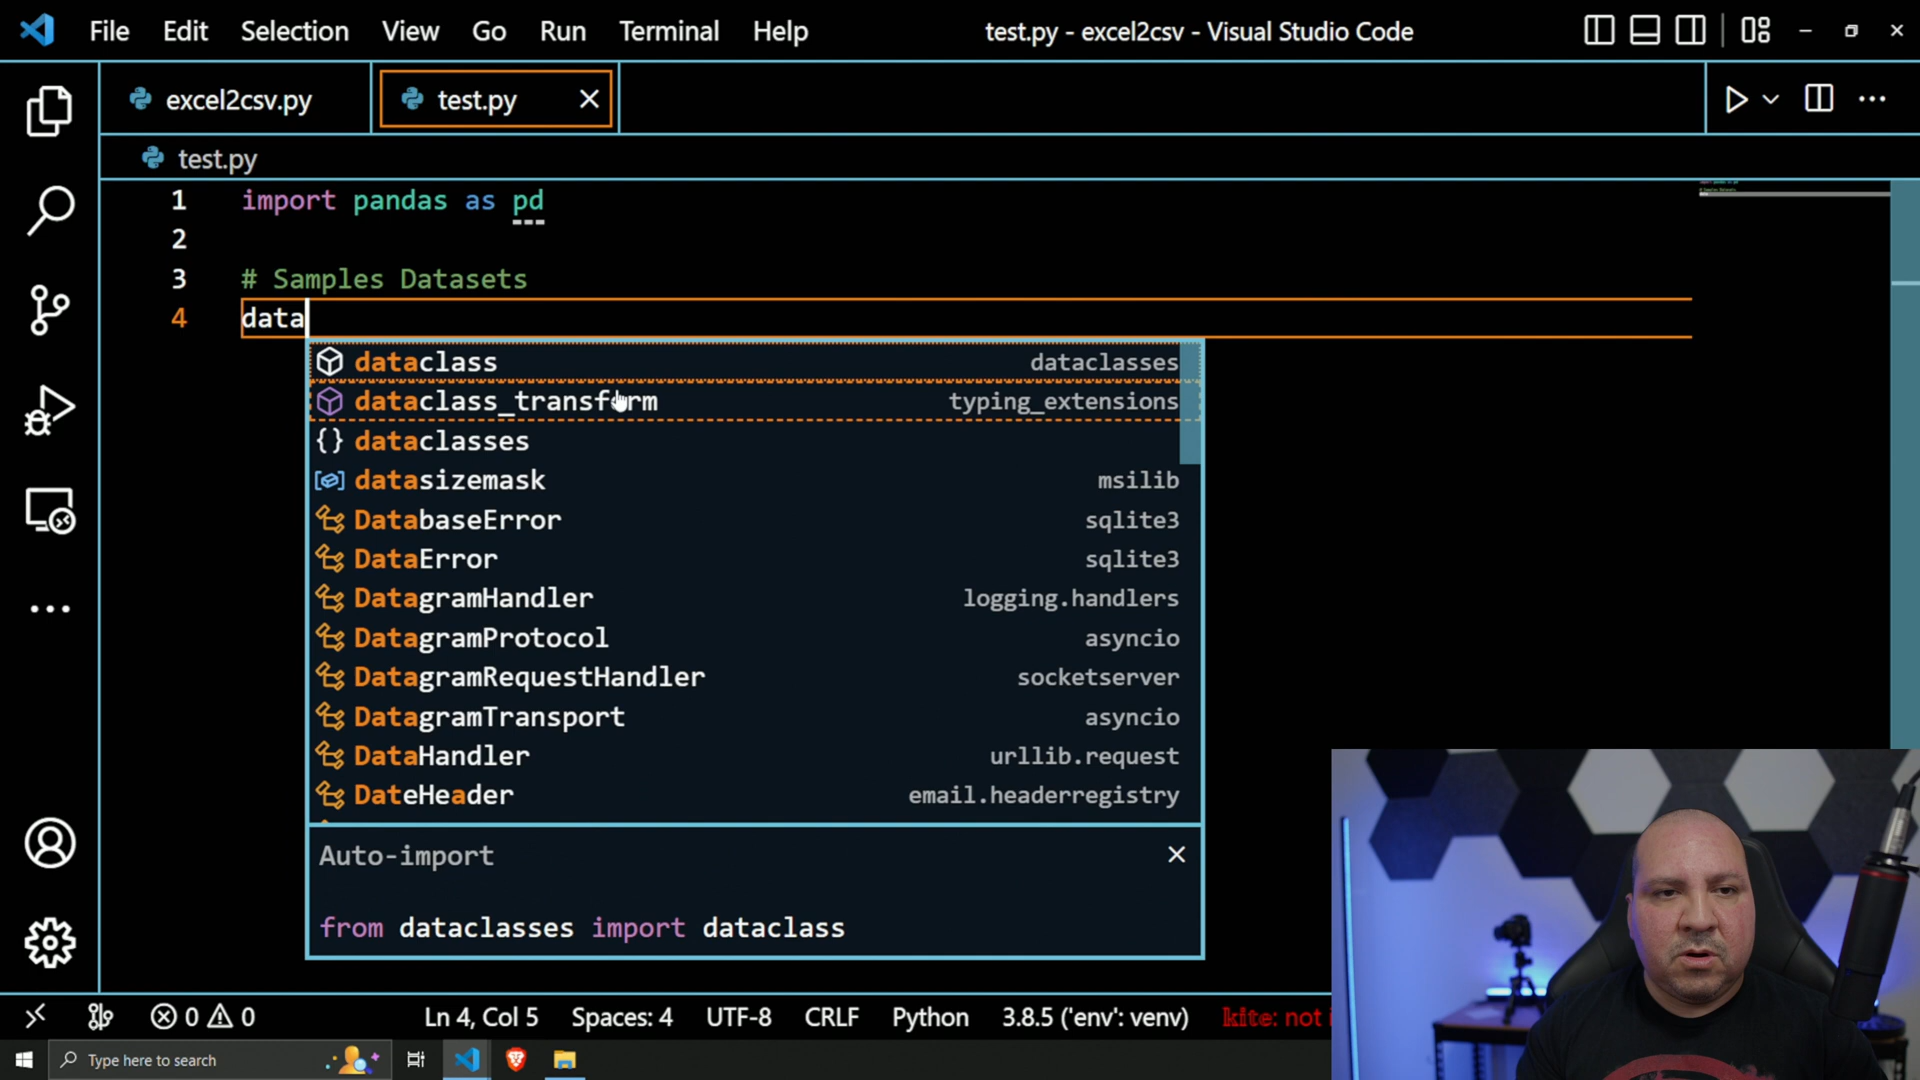 File Edit Selection View Go Run Terminal Help test.py - excel2csv - Visual Studio Code
excel2csv.py test.py
test.py
1 import pandas as pd
2
3 # Samples Datasets
4 data
dataclass dataclasses
dataclass_transform typing_extensions
{} dataclasses
datasizemask msilib
DatabaseError sqlite3
DataError sqlite3
DatagramHandler logging.handlers
DatagramProtocol asyncio
DatagramRequestHandler socketserver
DatagramTransport asyncio
DataHandler urllib.request
DateHeader email.headerregistry
Auto-import
from dataclasses import dataclass
0 0 Ln 4, Col 5 Spaces: 4 UTF-8 CRLF Python 3.8.5 ('env': venv) kite: not
Type here to search